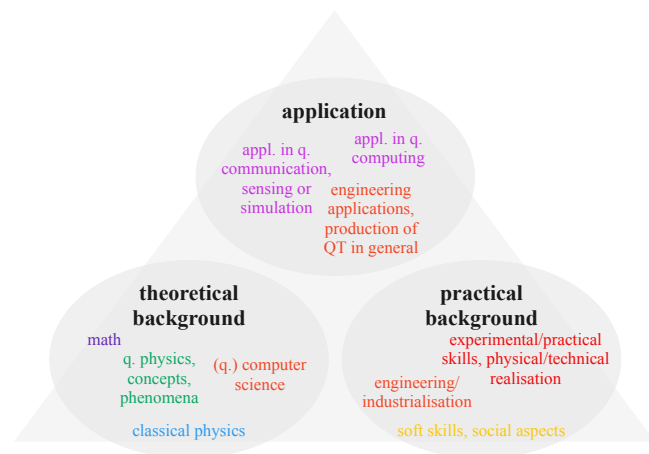 application
appl. in q.
communication,
sensing or
simulation
appl. in q.
computing
engineering
applications,
production of
QT in general
theoretical
background
math
q. physics,
concepts,
phenomena
(q.) computer
science
classical physics
practical
background
experimental/practical
skills, physical/technical
realisation
engineering/
industrialisation
soft skills, social aspects